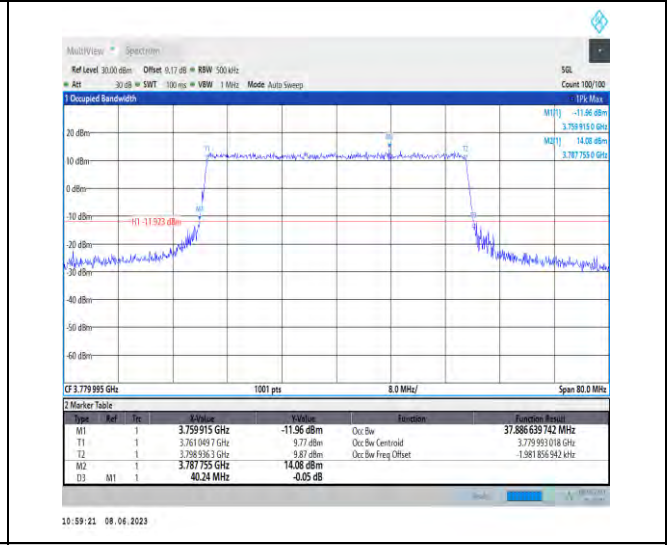 MultiView Spectrum
Ref Level 30.00 dBm Offset 9.17 dB RBW 500 kHz SGL
Att 30 dB SWT 100 ms VBW 1 MHz Mode Auto Sweep Count 100/100
1 Occupied Bandwidth 1Pk Max
M1[1] -11.96 dBm
3.759 915 0 GHz
M2[1] 14.08 dBm
3.787 755 0 GHz
20 dBm
10 dBm
0 dBm
-10 dBm
H1 -11.923 dBm
-20 dBm
-30 dBm
-40 dBm
-50 dBm
-60 dBm
T1
T2
M1
CF 3.779 995 GHz 1001 pts 8.0 MHz/ Span 80.0 MHz
2 Marker Table
Type Ref Trc X-Value Y-Value Function Function Result
M1 1 3.759915 GHz -11.96 dBm Occ Bw 37.886 639 742 MHz
T1 1 3.761 049 7 GHz 9.77 dBm Occ Bw Centroid 3.779 993 018 GHz
T2 1 3.798 936 3 GHz 9.87 dBm Occ Bw Freq Offset -1.981 856 942 kHz
M2 1 3.787755 GHz 14.08 dBm
D3 M1 1 40.24 MHz -0.05 dB
10:59:21 08.06.2023